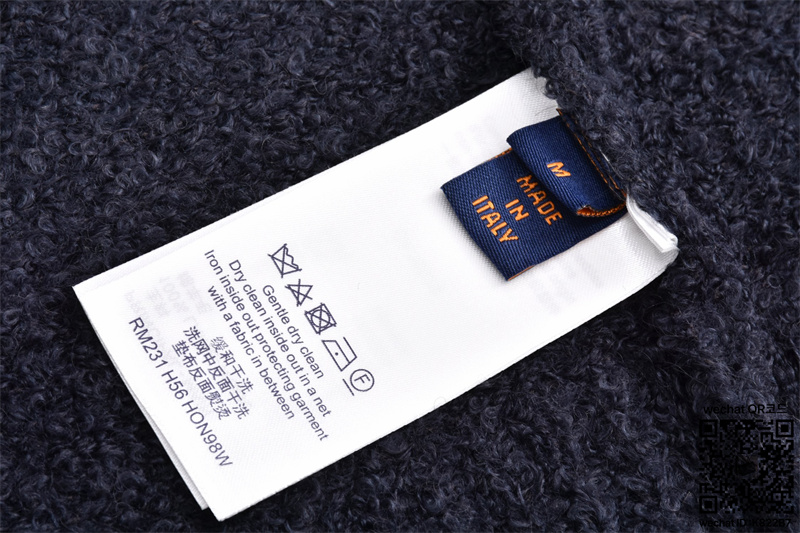 M
MADE
IN
ITALY
F
Gentle dry clean
Dry clean inside out in a net
Iron inside out protecting garment
with a fabric in between
缓和干洗
洗网中反面干洗
垫布反面熨烫
RM231 H56 HON98W
wechat QR코드